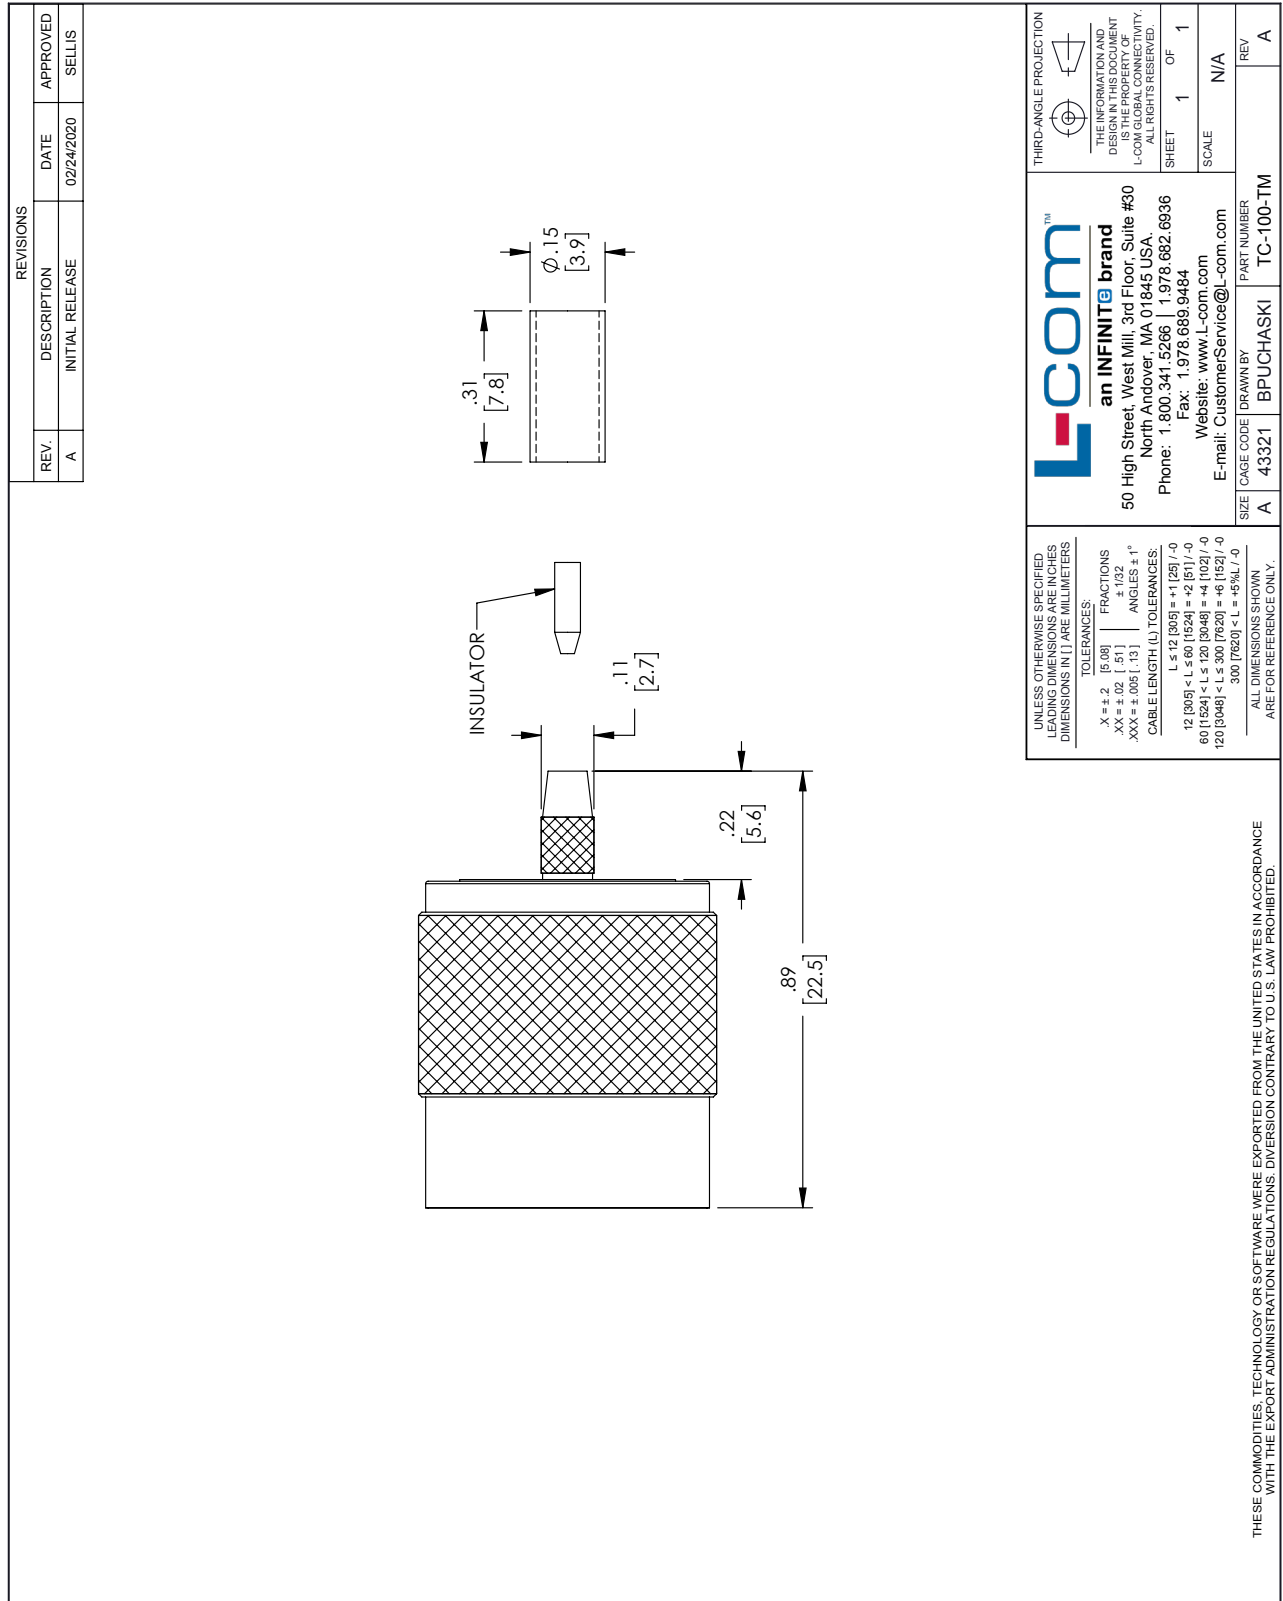 REVISIONS
REV. DESCRIPTION DATE APPROVED
A INITIAL RELEASE 02/24/2020 SELLIS
.31
[7.8]
Ø.15
[3.9]
INSULATOR
.11
[2.7]
.22
[5.6]
.89
[22.5]
UNLESS OTHERWISE SPECIFIED
LEADING DIMENSIONS ARE INCHES
DIMENSIONS IN [ ] ARE MILLIMETERS
TOLERANCES:
.X = ± .2 [5.08] FRACTIONS
.XX = ± .02 [ .51 ] ± 1/32
.XXX = ± .005 [ .13 ] ANGLES ± 1°
CABLE LENGTH (L) TOLERANCES:
L ≤ 12 [305] = +1 [25] / -0
12 [305] < L ≤ 60 [1524] = +2 [51] / -0
60 [1524] < L ≤ 120 [3048] = +4 [102] / -0
120 [3048] < L ≤ 300 [7620] = +6 [152] / -0
300 [7620] < L = +5%L / -0
ALL DIMENSIONS SHOWN
ARE FOR REFERENCE ONLY.
L-com™
an INFINITe brand
50 High Street, West Mill, 3rd Floor, Suite #30
North Andover, MA 01845 USA.
Phone: 1.800.341.5266 | 1.978.682.6936
Fax: 1.978.689.9484
Website: www.L-com.com
E-mail: CustomerService@L-com.com
THIRD-ANGLE PROJECTION
THE INFORMATION AND
DESIGN IN THIS DOCUMENT
IS THE PROPERTY OF
L-COM GLOBAL CONNECTIVITY.
ALL RIGHTS RESERVED.
SHEET 1 OF 1
SCALE N/A
SIZE CAGE CODE DRAWN BY PART NUMBER REV
A 43321 BPUCHASKI TC-100-TM A
THESE COMMODITIES, TECHNOLOGY OR SOFTWARE WERE EXPORTED FROM THE UNITED STATES IN ACCORDANCE
WITH THE EXPORT ADMINISTRATION REGULATIONS. DIVERSION CONTRARY TO U.S. LAW PROHIBITED.